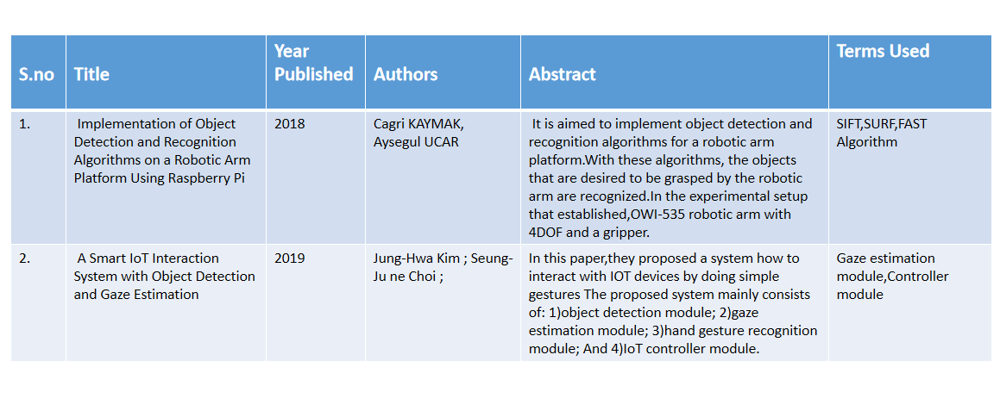 S.no
Title
Year
Published
Authors
Abstract
Terms Used
1.
Implementation of Object
Detection and Recognition
Algorithms on a Robotic Arm
Platform Using Raspberry Pi
2018
Cagri KAYMAK,
Aysegul UCAR
It is aimed to implement object detection and
recognition algorithms for a robotic arm
platform.With these algorithms, the objects
that are desired to be grasped by the robotic
arm are recognized.In the experimental setup
that established,OWI-535 robotic arm with
4DOF and a gripper.
SIFT,SURF,FAST
Algorithm
2.
A Smart IoT Interaction
System with Object Detection
and Gaze Estimation
2019
Jung-Hwa Kim ; Seung-
Ju ne Choi ;
In this paper,they proposed a system how to
interact with IOT devices by doing simple
gestures The proposed system mainly consists
of: 1)object detection module; 2)gaze
estimation module; 3)hand gesture recognition
module; And 4)IoT controller module.
Gaze estimation
module,Controller
module